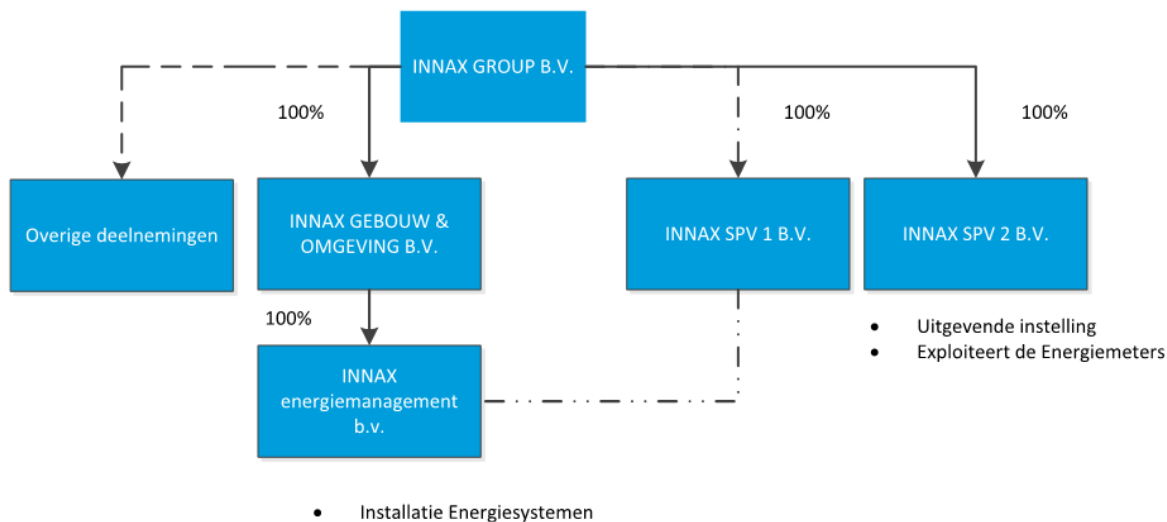 INNAX GROUP B.V.
100%
100%
100%
Overige deelnemingen
INNAX GEBOUW &
OMGEVING B.V.
INNAX SPV 1 B.V.
INNAX SPV 2 B.V.
100%
• Uitgevende instelling
• Exploiteert de Energiemeters
INNAX
energiemanagement
b.v.
• Installatie Energiesystemen